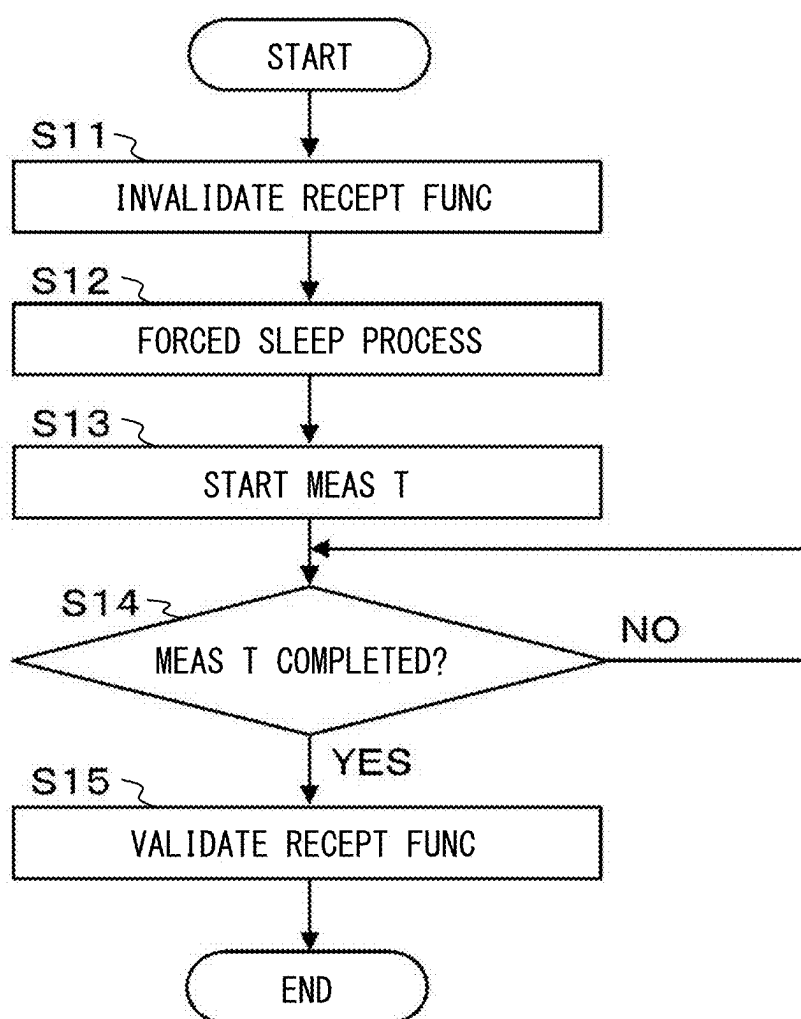 START
S11
INVALIDATE RECEPT FUNC
S12
FORCED SLEEP PROCESS
S13
START MEAS T
S14
MEAS T COMPLETED?
NO
YES
S15
VALIDATE RECEPT FUNC
END